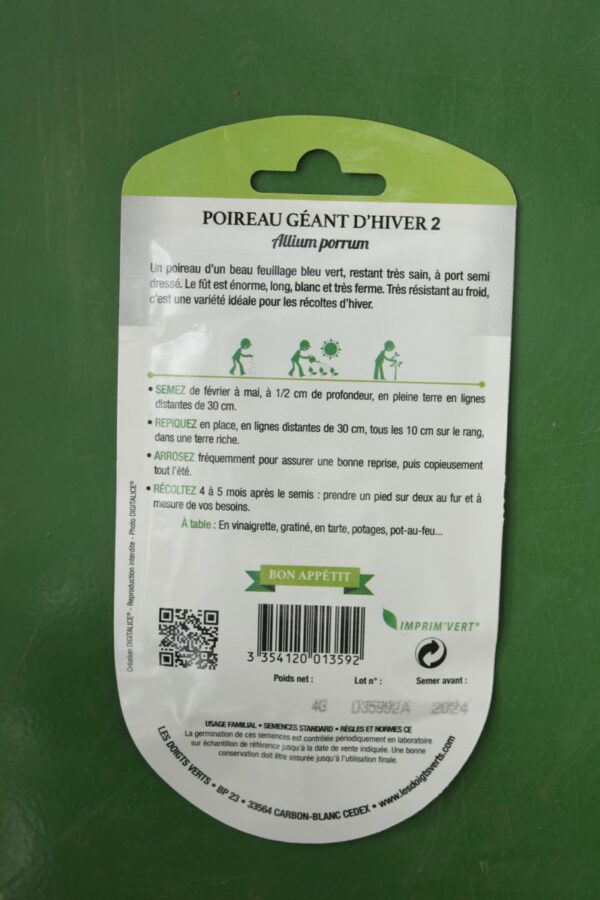 POIREAU GÉANT D'HIVER 2
Allium porrum
Un poireau d'un beau feuillage bleu vert, restant très sain, à port semi
dressé. Le fût est énorme, long, blanc et très ferme. Très résistant au froid,
c'est une variété idéale pour les récoltes d'hiver.
• SEMEZ de février à mai, à 1/2 cm de profondeur, en pleine terre en lignes
distantes de 30 cm.
• REPIQUEZ en place, en lignes distantes de 30 cm, tous les 10 cm sur le rang,
dans une terre riche.
• ARROSEZ fréquemment pour assurer une bonne reprise, puis copieusement
tout l'été.
• RÉCOLTEZ 4 à 5 mois après le semis : prendre un pied sur deux au fur et à
mesure de vos besoins.
À table : En vinaigrette, gratiné, en tarte, potages, pot-au-feu...
Création DIGITALICE® - Reproduction interdite - Photo DIGITALICE®
BON APPÉTIT
IMPRIM'VERT®
3 354120 013592
Poids net : Lot n° : Semer avant :
4G D35992A 2024
USAGE FAMILIAL • SEMENCES STANDARD • RÈGLES ET NORMES CE
La germination de ces semences est contrôlée périodiquement en laboratoire
sur échantillon de référence jusqu'à la date de vente indiquée. Une bonne
conservation doit être assurée jusqu'à l'utilisation finale.
LES DOIGTS VERTS • BP 23 • 33564 CARBON-BLANC CEDEX • www.lesdoigtsverts.com